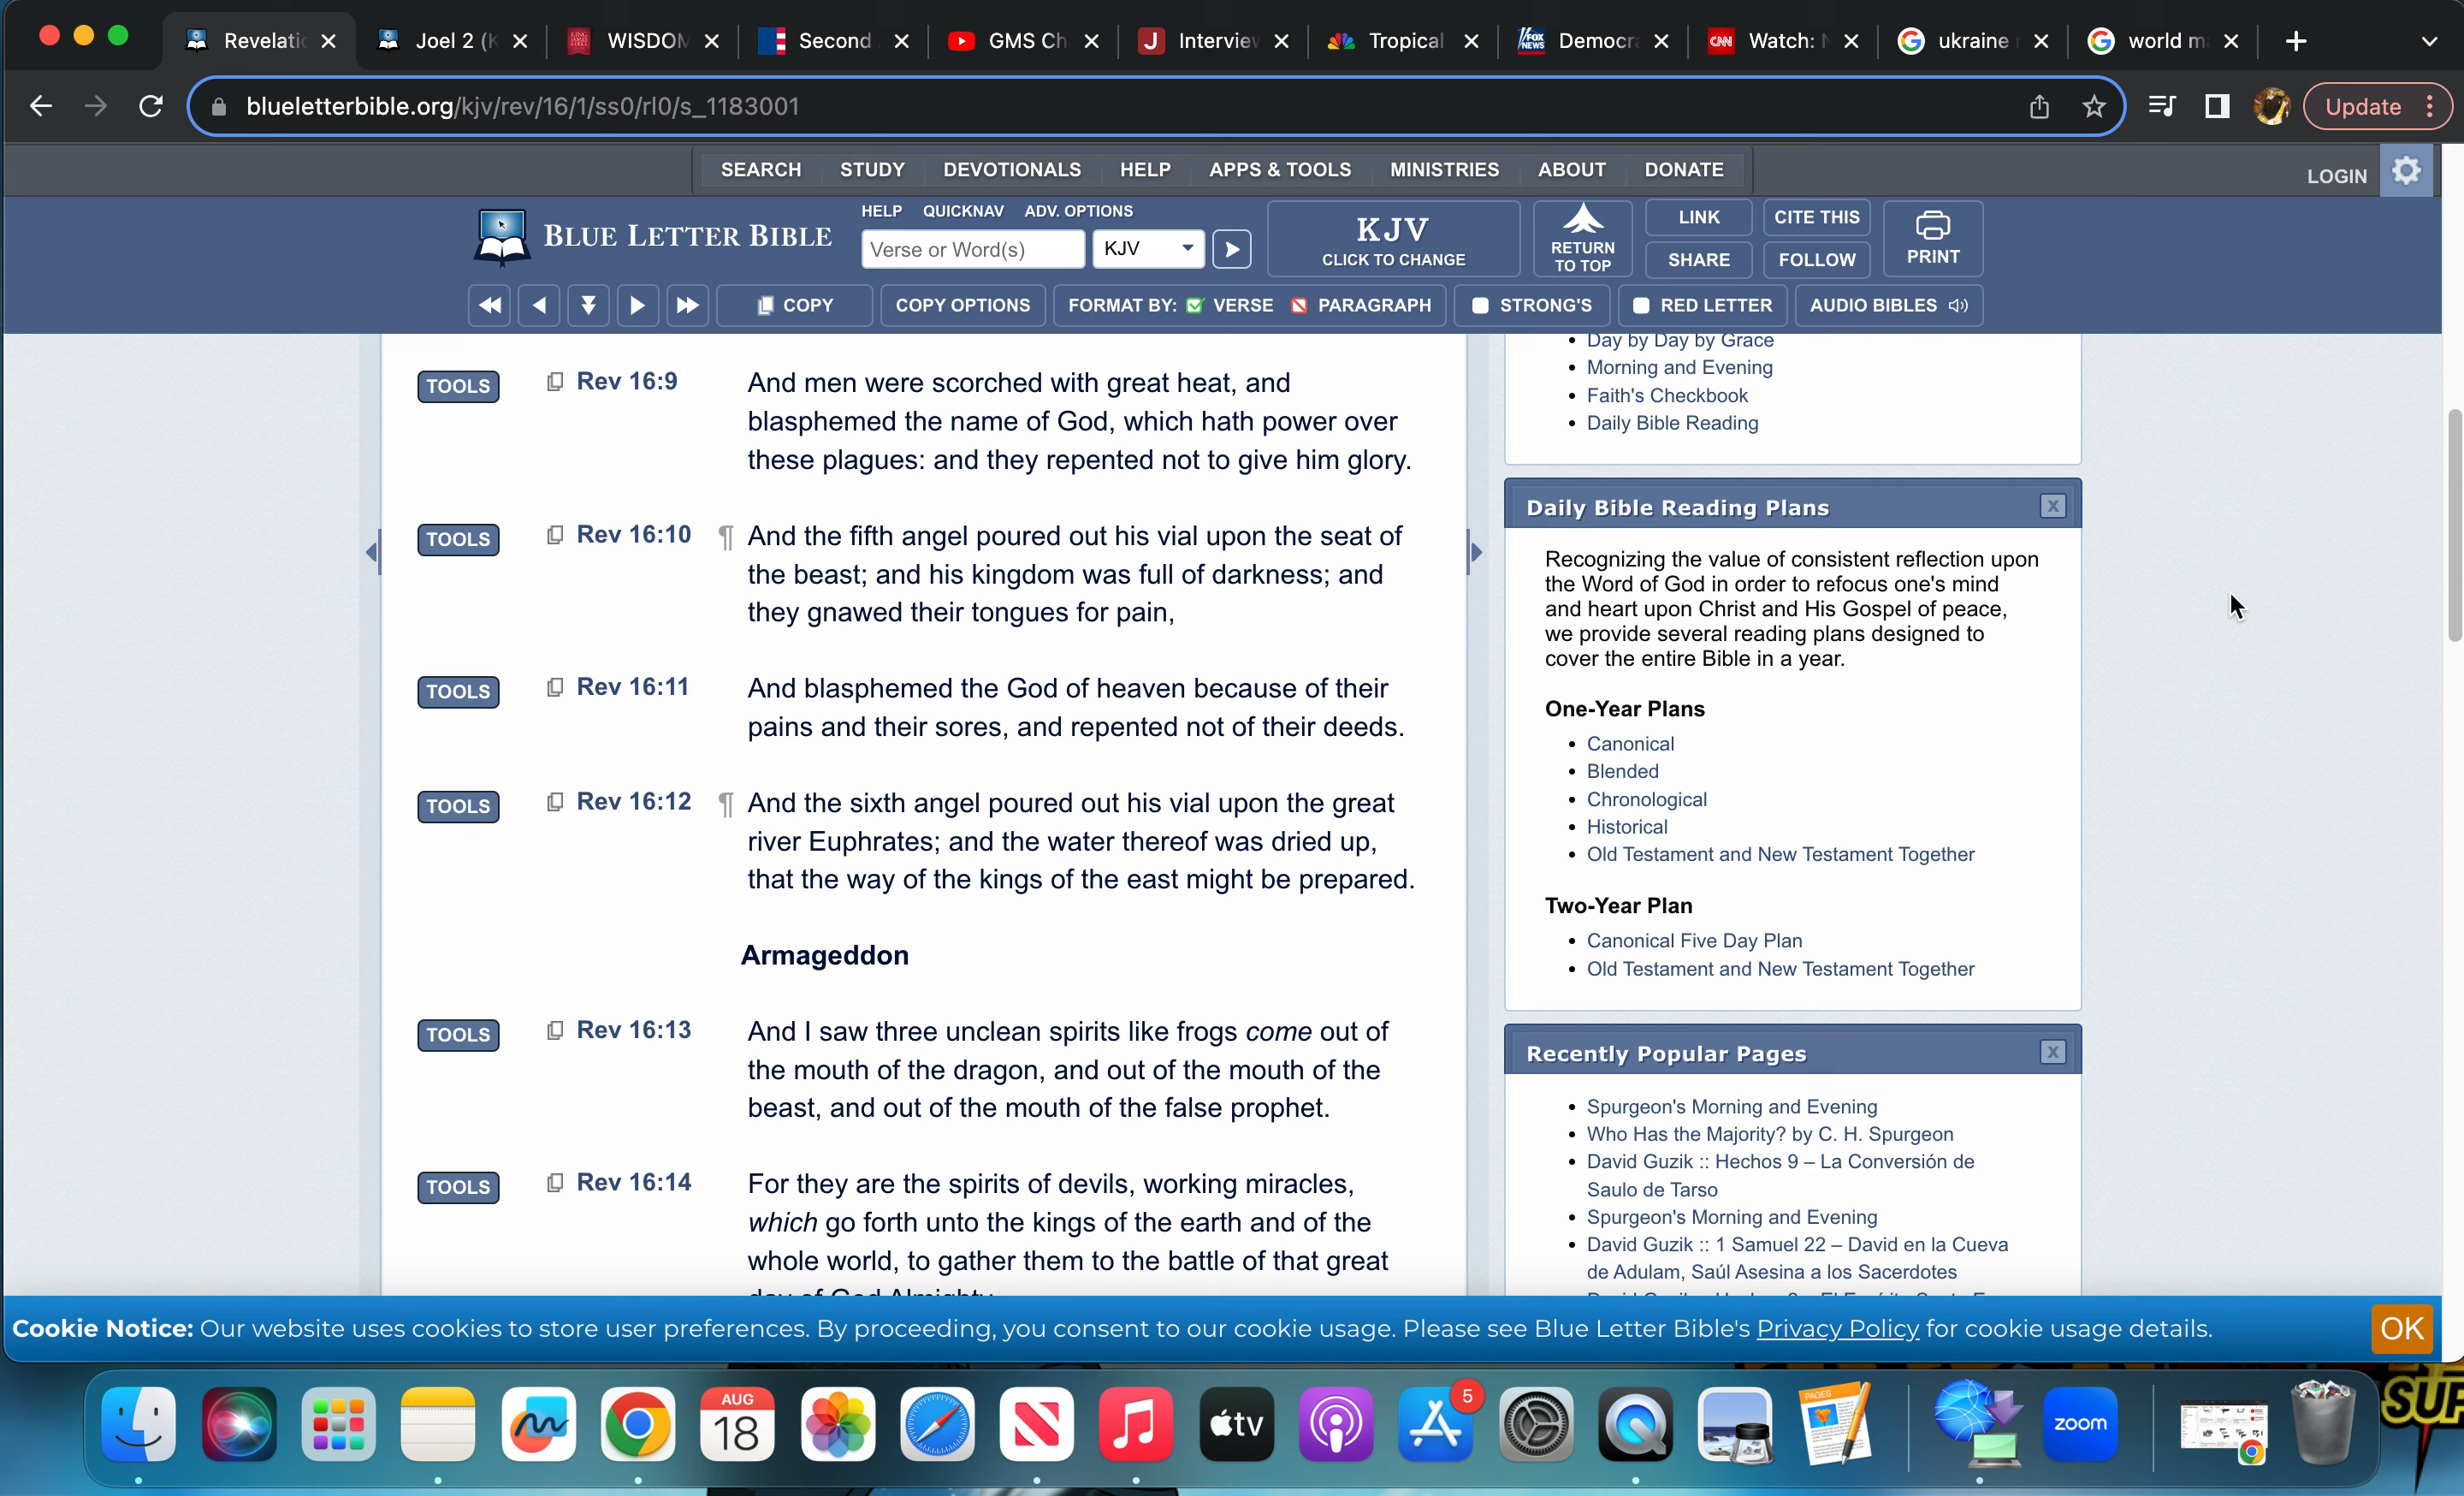 Revelati
Joel 2 (K
WISDOM
Second
GMS Ch
Interview
Tropical
Democra
Watch:
ukraine
world m
blueletterbible.org/kjv/rev/16/1/ss0/rl0/s_1183001
Update
SEARCH STUDY DEVOTIONALS HELP APPS & TOOLS MINISTRIES ABOUT DONATE
LOGIN
BLUE LETTER BIBLE
HELP QUICKNAV ADV. OPTIONS
Verse or Word(s)
KJV
KJV
CLICK TO CHANGE
RETURN
TO TOP
LINK
CITE THIS
SHARE
FOLLOW
PRINT
COPY
COPY OPTIONS
FORMAT BY: VERSE PARAGRAPH
STRONG'S
RED LETTER
AUDIO BIBLES
TOOLS
Rev 16:9
And men were scorched with great heat, and
blasphemed the name of God, which hath power over
these plagues: and they repented not to give him glory.
TOOLS
Rev 16:10
¶ And the fifth angel poured out his vial upon the seat of
the beast; and his kingdom was full of darkness; and
they gnawed their tongues for pain,
TOOLS
Rev 16:11
And blasphemed the God of heaven because of their
pains and their sores, and repented not of their deeds.
TOOLS
Rev 16:12
¶ And the sixth angel poured out his vial upon the great
river Euphrates; and the water thereof was dried up,
that the way of the kings of the east might be prepared.
Armageddon
TOOLS
Rev 16:13
And I saw three unclean spirits like frogs come out of
the mouth of the dragon, and out of the mouth of the
beast, and out of the mouth of the false prophet.
TOOLS
Rev 16:14
For they are the spirits of devils, working miracles,
which go forth unto the kings of the earth and of the
whole world, to gather them to the battle of that great
day of God Almighty.
• Day by Day by Grace
• Morning and Evening
• Faith's Checkbook
• Daily Bible Reading
Daily Bible Reading Plans
X
Recognizing the value of consistent reflection upon
the Word of God in order to refocus one's mind
and heart upon Christ and His Gospel of peace,
we provide several reading plans designed to
cover the entire Bible in a year.
One-Year Plans
• Canonical
• Blended
• Chronological
• Historical
• Old Testament and New Testament Together
Two-Year Plan
• Canonical Five Day Plan
• Old Testament and New Testament Together
Recently Popular Pages
X
• Spurgeon's Morning and Evening
• Who Has the Majority? by C. H. Spurgeon
• David Guzik :: Hechos 9 – La Conversión de
Saulo de Tarso
• Spurgeon's Morning and Evening
• David Guzik :: 1 Samuel 22 – David en la Cueva
de Adulam, Saúl Asesina a los Sacerdotes
Cookie Notice: Our website uses cookies to store user preferences. By proceeding, you consent to our cookie usage. Please see Blue Letter Bible's Privacy Policy for cookie usage details.
OK
AUG
18
tv
5
PAGES
zoom
SUP